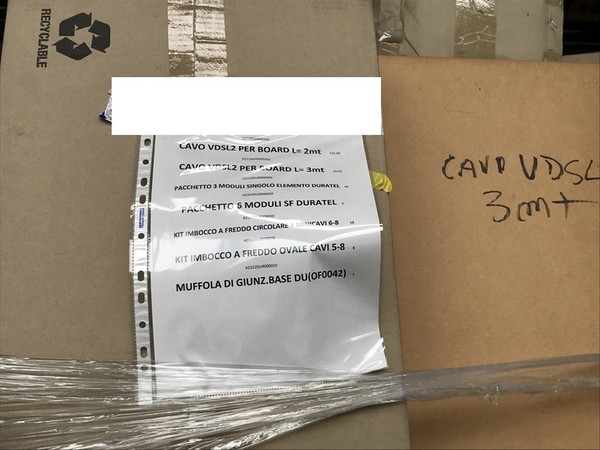 RECYCLABLE
CAVO VDSL2 PER BOARD L= 2mt
CAVO VDSL2 PER BOARD L= 3mt
PACCHETTO 3 MODULI SINGOLO ELEMENTO DURATEL
PACCHETTO 6 MODULI SF DURATEL
KIT IMBOCCO A FREDDO CIRCOLARE MINICAVI 6-8
KIT IMBOCCO A FREDDO OVALE CAVI 5-8
MUFFOLA DI GIUNZ.BASE DU(OF0042)
CAVO VDSL
3mt